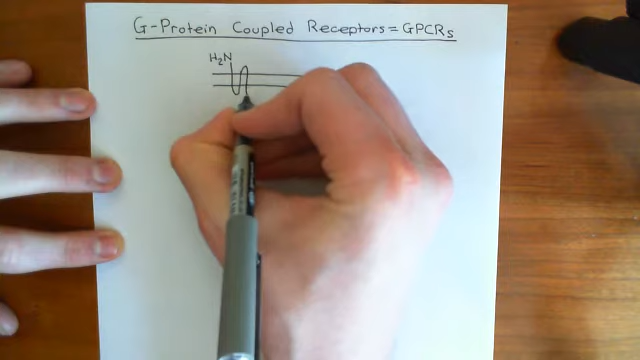 G-Protein Coupled Receptors = GPCRs
H₂N